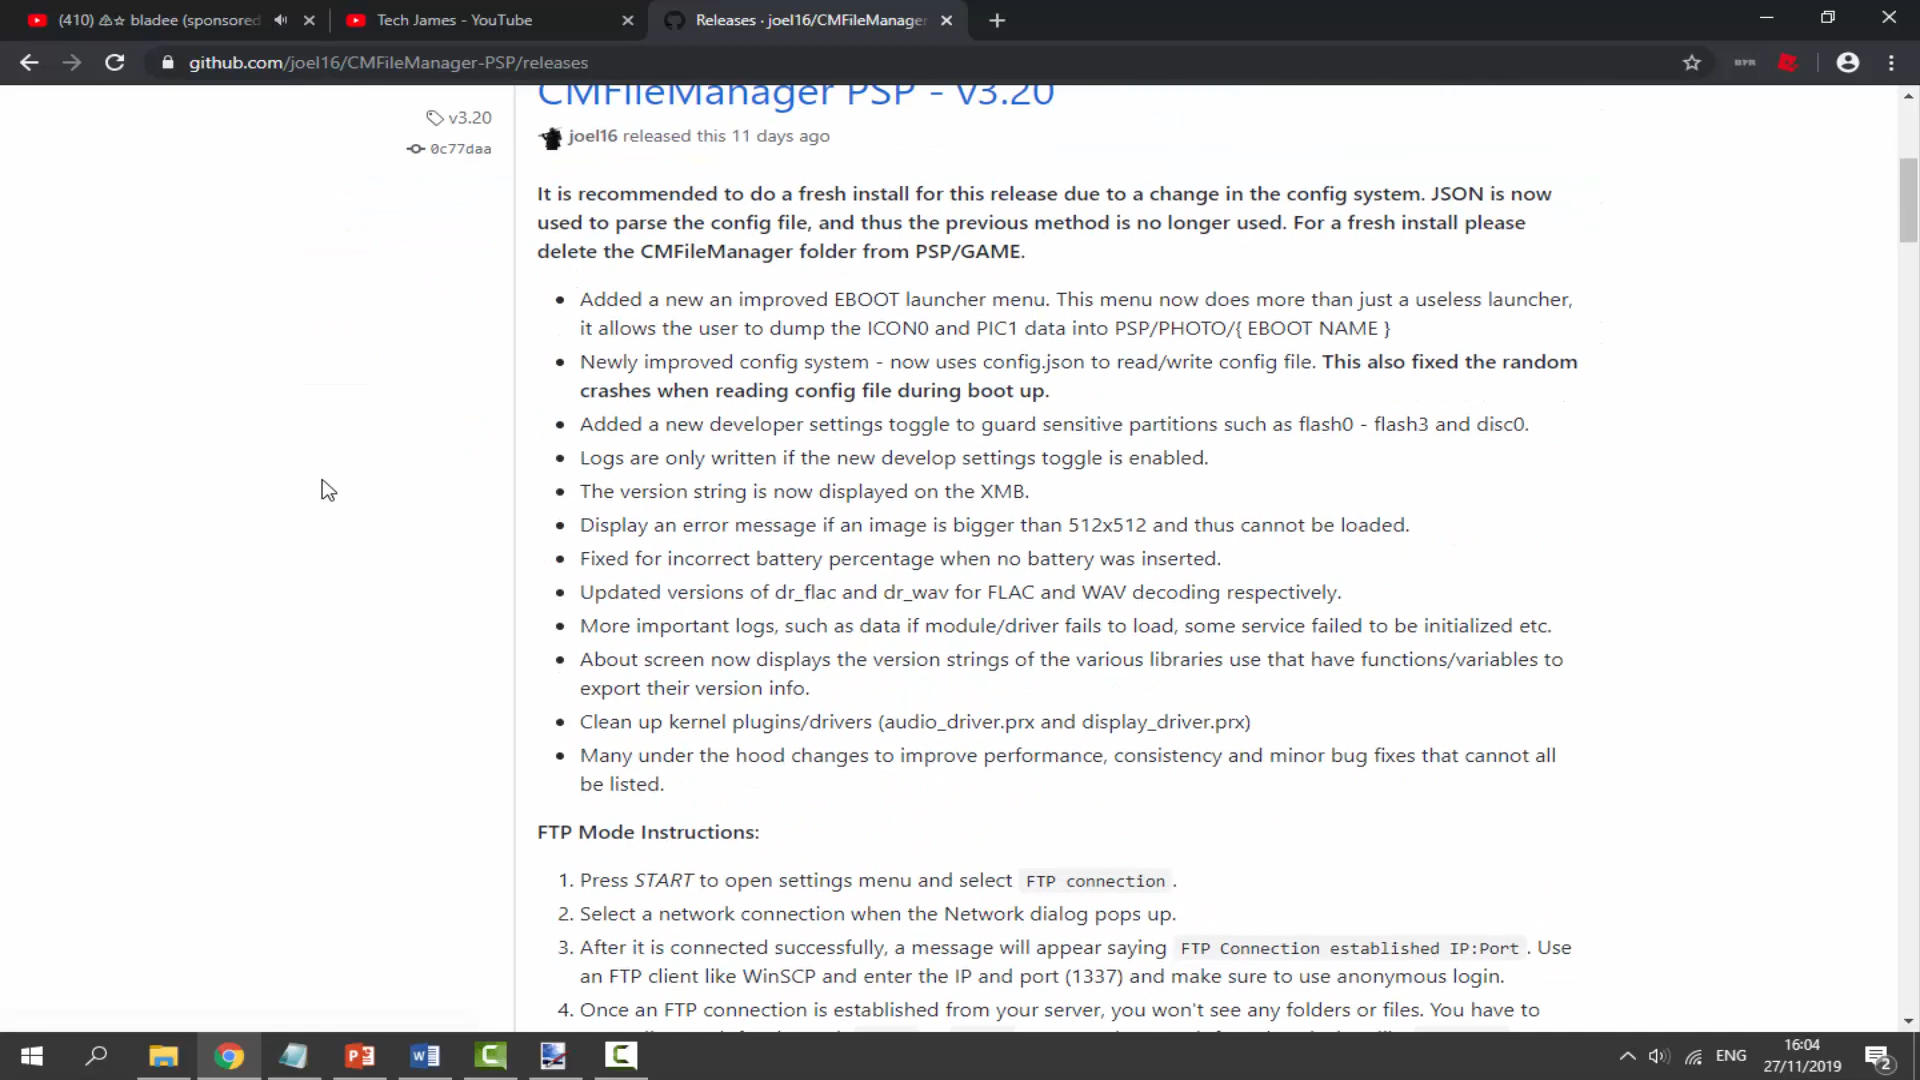 (410) ☆ bladee (sponsored
Tech James - YouTube
Releases · joel16/CMFileManager
github.com/joel16/CMFileManager-PSP/releases
CMFileManager PSP - v3.20
v3.20
joel16 released this 11 days ago
0c77daa
It is recommended to do a fresh install for this release due to a change in the config system. JSON is now
used to parse the config file, and thus the previous method is no longer used. For a fresh install please
delete the CMFileManager folder from PSP/GAME.
• Added a new an improved EBOOT launcher menu. This menu now does more than just a useless launcher,
it allows the user to dump the ICON0 and PIC1 data into PSP/PHOTO/{ EBOOT NAME }
• Newly improved config system - now uses config.json to read/write config file. This also fixed the random
crashes when reading config file during boot up.
• Added a new developer settings toggle to guard sensitive partitions such as flash0 - flash3 and disc0.
• Logs are only written if the new develop settings toggle is enabled.
• The version string is now displayed on the XMB.
• Display an error message if an image is bigger than 512x512 and thus cannot be loaded.
• Fixed for incorrect battery percentage when no battery was inserted.
• Updated versions of dr_flac and dr_wav for FLAC and WAV decoding respectively.
• More important logs, such as data if module/driver fails to load, some service failed to be initialized etc.
• About screen now displays the version strings of the various libraries use that have functions/variables to
export their version info.
• Clean up kernel plugins/drivers (audio_driver.prx and display_driver.prx)
• Many under the hood changes to improve performance, consistency and minor bug fixes that cannot all
be listed.
FTP Mode Instructions:
1. Press START to open settings menu and select FTP connection .
2. Select a network connection when the Network dialog pops up.
3. After it is connected successfully, a message will appear saying FTP Connection established IP:Port . Use
an FTP client like WinSCP and enter the IP and port (1337) and make sure to use anonymous login.
4. Once an FTP connection is established from your server, you won't see any folders or files. You have to
ENG
16:04
27/11/2019
2